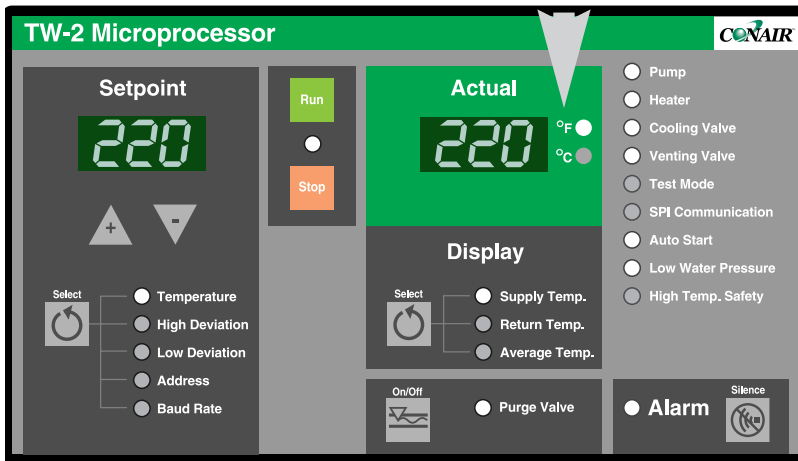 TW-2 Microprocessor
CONAIR
Setpoint
220
+
-
Select
Temperature
High Deviation
Low Deviation
Address
Baud Rate
Run
Stop
Actual
220
°F
°C
Display
Select
Supply Temp.
Return Temp.
Average Temp.
On/Off
Purge Valve
Pump
Heater
Cooling Valve
Venting Valve
Test Mode
SPI Communication
Auto Start
Low Water Pressure
High Temp. Safety
Alarm
Silence